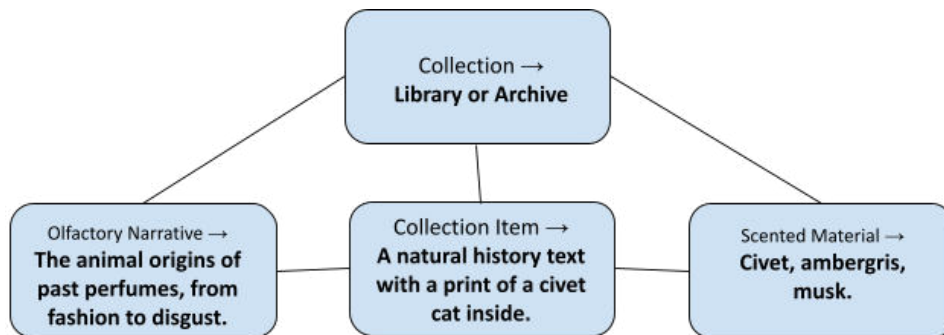 Collection →
Library or Archive
Olfactory Narrative →
The animal origins of
past perfumes, from
fashion to disgust.
Collection Item →
A natural history text
with a print of a civet
cat inside.
Scented Material →
Civet, ambergris,
musk.